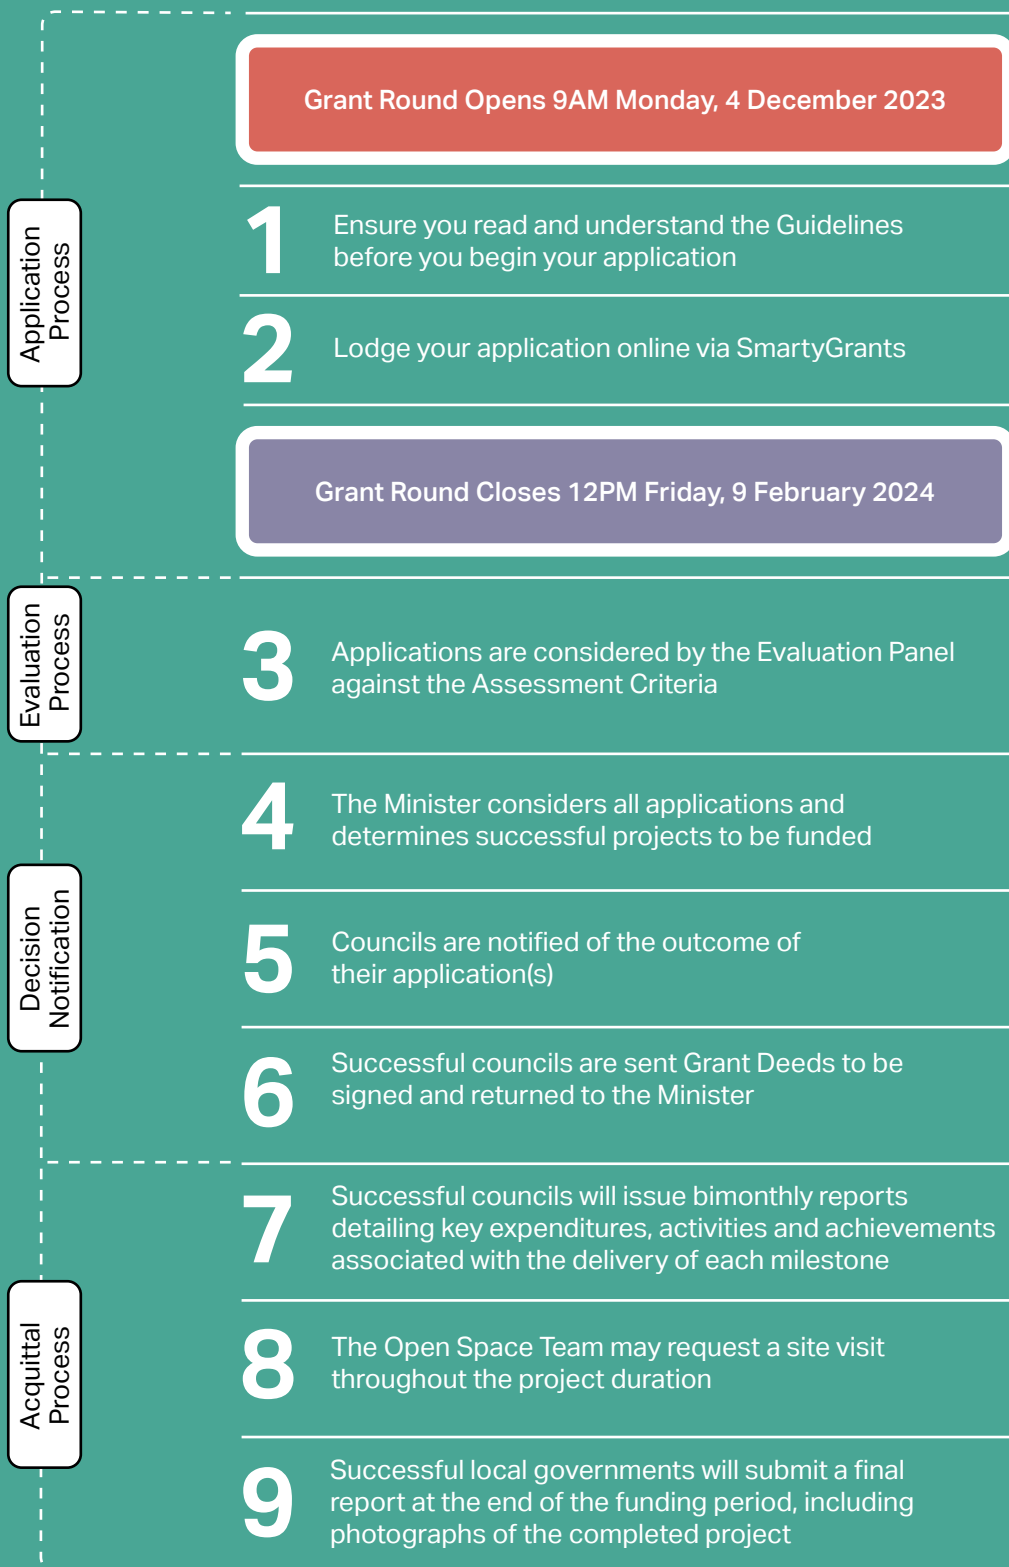 Grant Round Opens 9AM Monday, 4 December 2023
Application
Process
1
Ensure you read and understand the Guidelines
before you begin your application
2
Lodge your application online via SmartyGrants
Grant Round Closes 12PM Friday, 9 February 2024
Evaluation
Process
3
Applications are considered by the Evaluation Panel
against the Assessment Criteria
Decision
Notification
4
The Minister considers all applications and
determines successful projects to be funded
5
Councils are notified of the outcome of
their application(s)
6
Successful councils are sent Grant Deeds to be
signed and returned to the Minister
Acquittal
Process
7
Successful councils will issue bimonthly reports
detailing key expenditures, activities and achievements
associated with the delivery of each milestone
8
The Open Space Team may request a site visit
throughout the project duration
9
Successful local governments will submit a final
report at the end of the funding period, including
photographs of the completed project